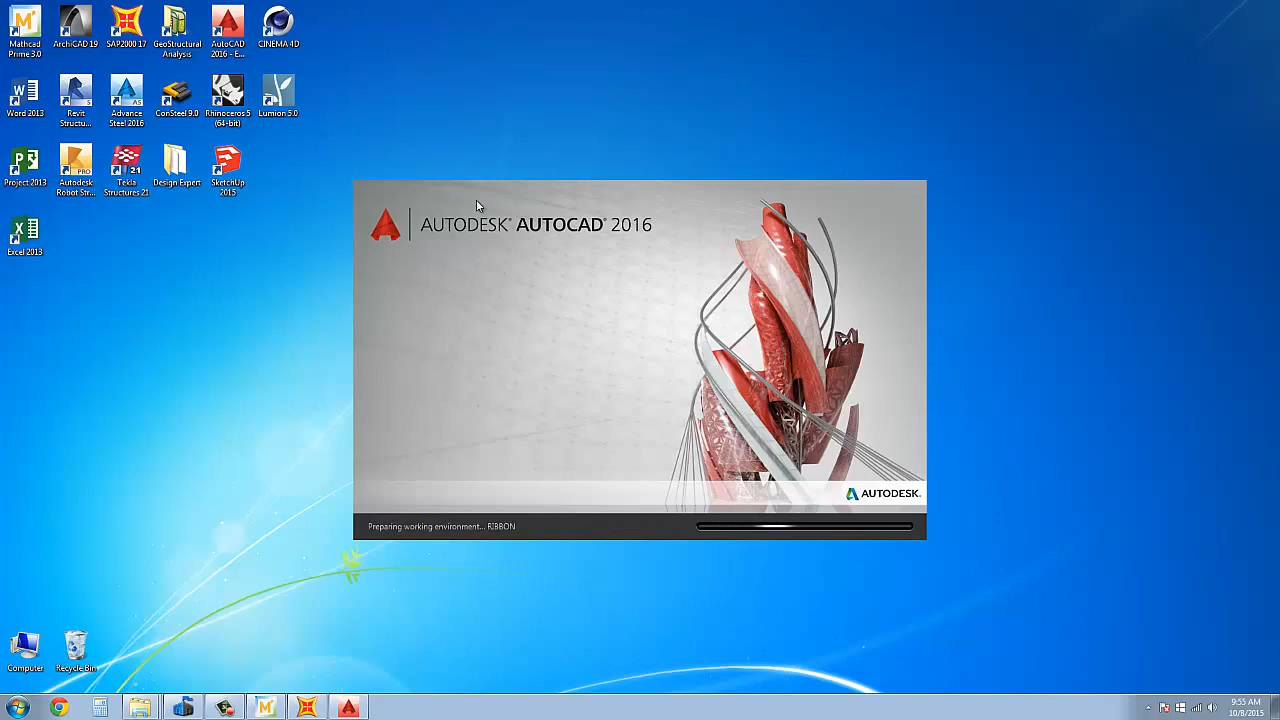 Mathcad
Prime 3.0
ArchiCAD 19
SAP2000 17
GeoStructural
Analysis
AutoCAD
2016 - E...
CINEMA 4D
Word 2013
Revit
Structu...
Advance
Steel 2016
ConSteel 9.0
Rhinoceros 5
(64-bit)
Lumion 5.0
Project 2013
Autodesk
Robot Str...
Tekla
Structures 21
Design Expert
SketchUp
2015
Excel 2013
AUTODESK® AUTOCAD® 2016
AUTODESK.
Preparing working environment... RIBBON
Computer
Recycle Bin
9:55 AM
10/8/2015